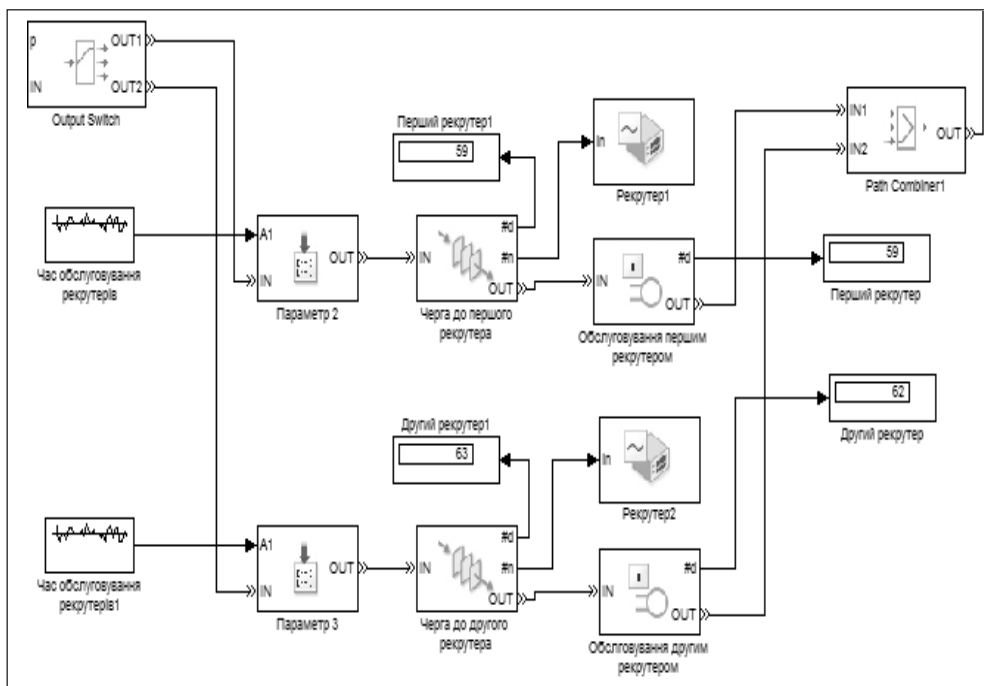 p
OUT1
IN
OUT2
Output Switch
Перший рекрутер1
59
In
Рекрутер1
IN1
IN2
OUT
Path Combiner1
Час обслуговування
рекрутерів
A1
IN
OUT
Параметр 2
IN
#d
#n
OUT
Черга до першого
рекрутера
IN
#d
OUT
Обслуговування першим
рекрутером
59
Перший рекрутер
62
Другий рекрутер
Другий рекрутер1
63
In
Рекрутер2
Час обслуговування
рекрутерів1
A1
IN
OUT
Параметр 3
IN
#d
#n
OUT
Черга до другого
рекрутера
IN
#d
OUT
Обслговування другим
рекрутером